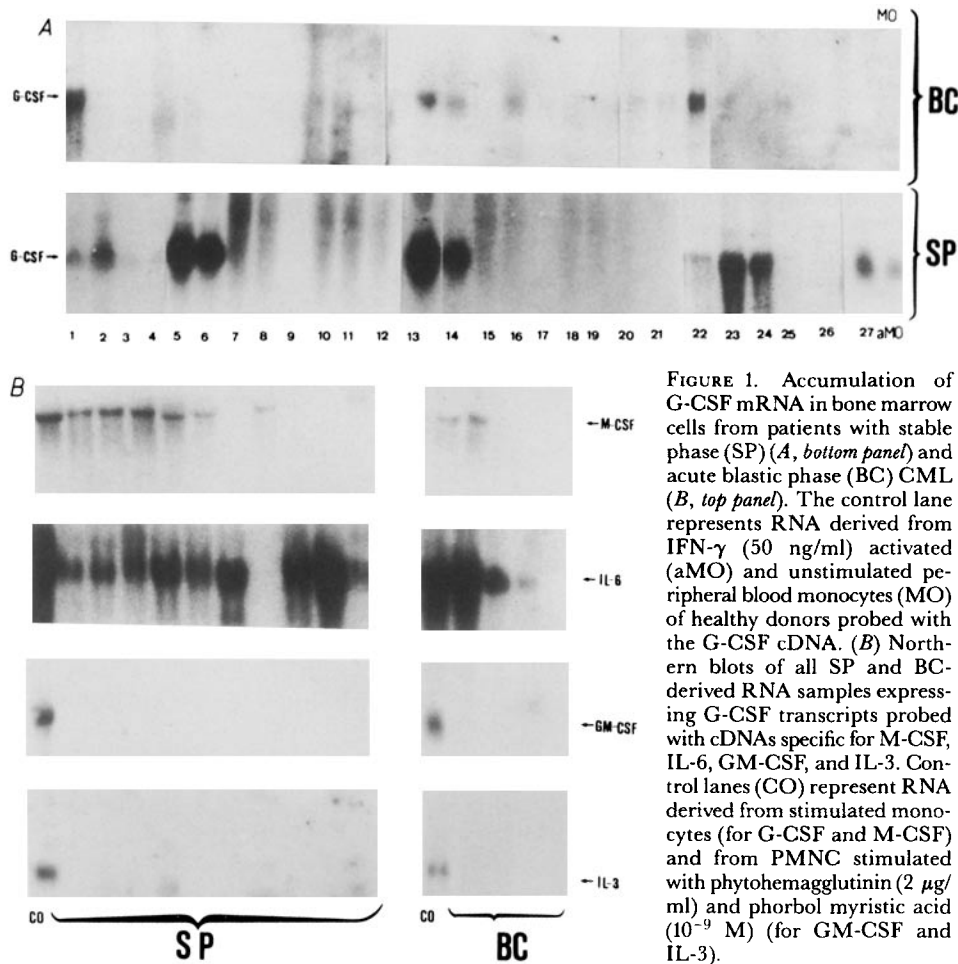 A
MO
G-CSF→
BC
G-CSF→
SP
1 2 3 4 5 6 7 8 9 10 11 12 13 14 15 16 17 18 19 20 21 22 23 24 25 26 27 aMO
B
←M-CSF
←IL-6
←GM-CSF
←IL-3
CO
SP
CO
BC
FIGURE 1. Accumulation of
G-CSF mRNA in bone marrow
cells from patients with stable
phase (SP) (A, bottom panel) and
acute blastic phase (BC) CML
(B, top panel). The control lane
represents RNA derived from
IFN-γ (50 ng/ml) activated
(aMO) and unstimulated pe-
ripheral blood monocytes (MO)
of healthy donors probed with
the G-CSF cDNA. (B) North-
ern blots of all SP and BC-
derived RNA samples express-
ing G-CSF transcripts probed
with cDNAs specific for M-CSF,
IL-6, GM-CSF, and IL-3. Con-
trol lanes (CO) represent RNA
derived from stimulated mono-
cytes (for G-CSF and M-CSF)
and from PMNC stimulated
with phytohemagglutinin (2 μg/
ml) and phorbol myristic acid
(10⁻⁹ M) (for GM-CSF and
IL-3).